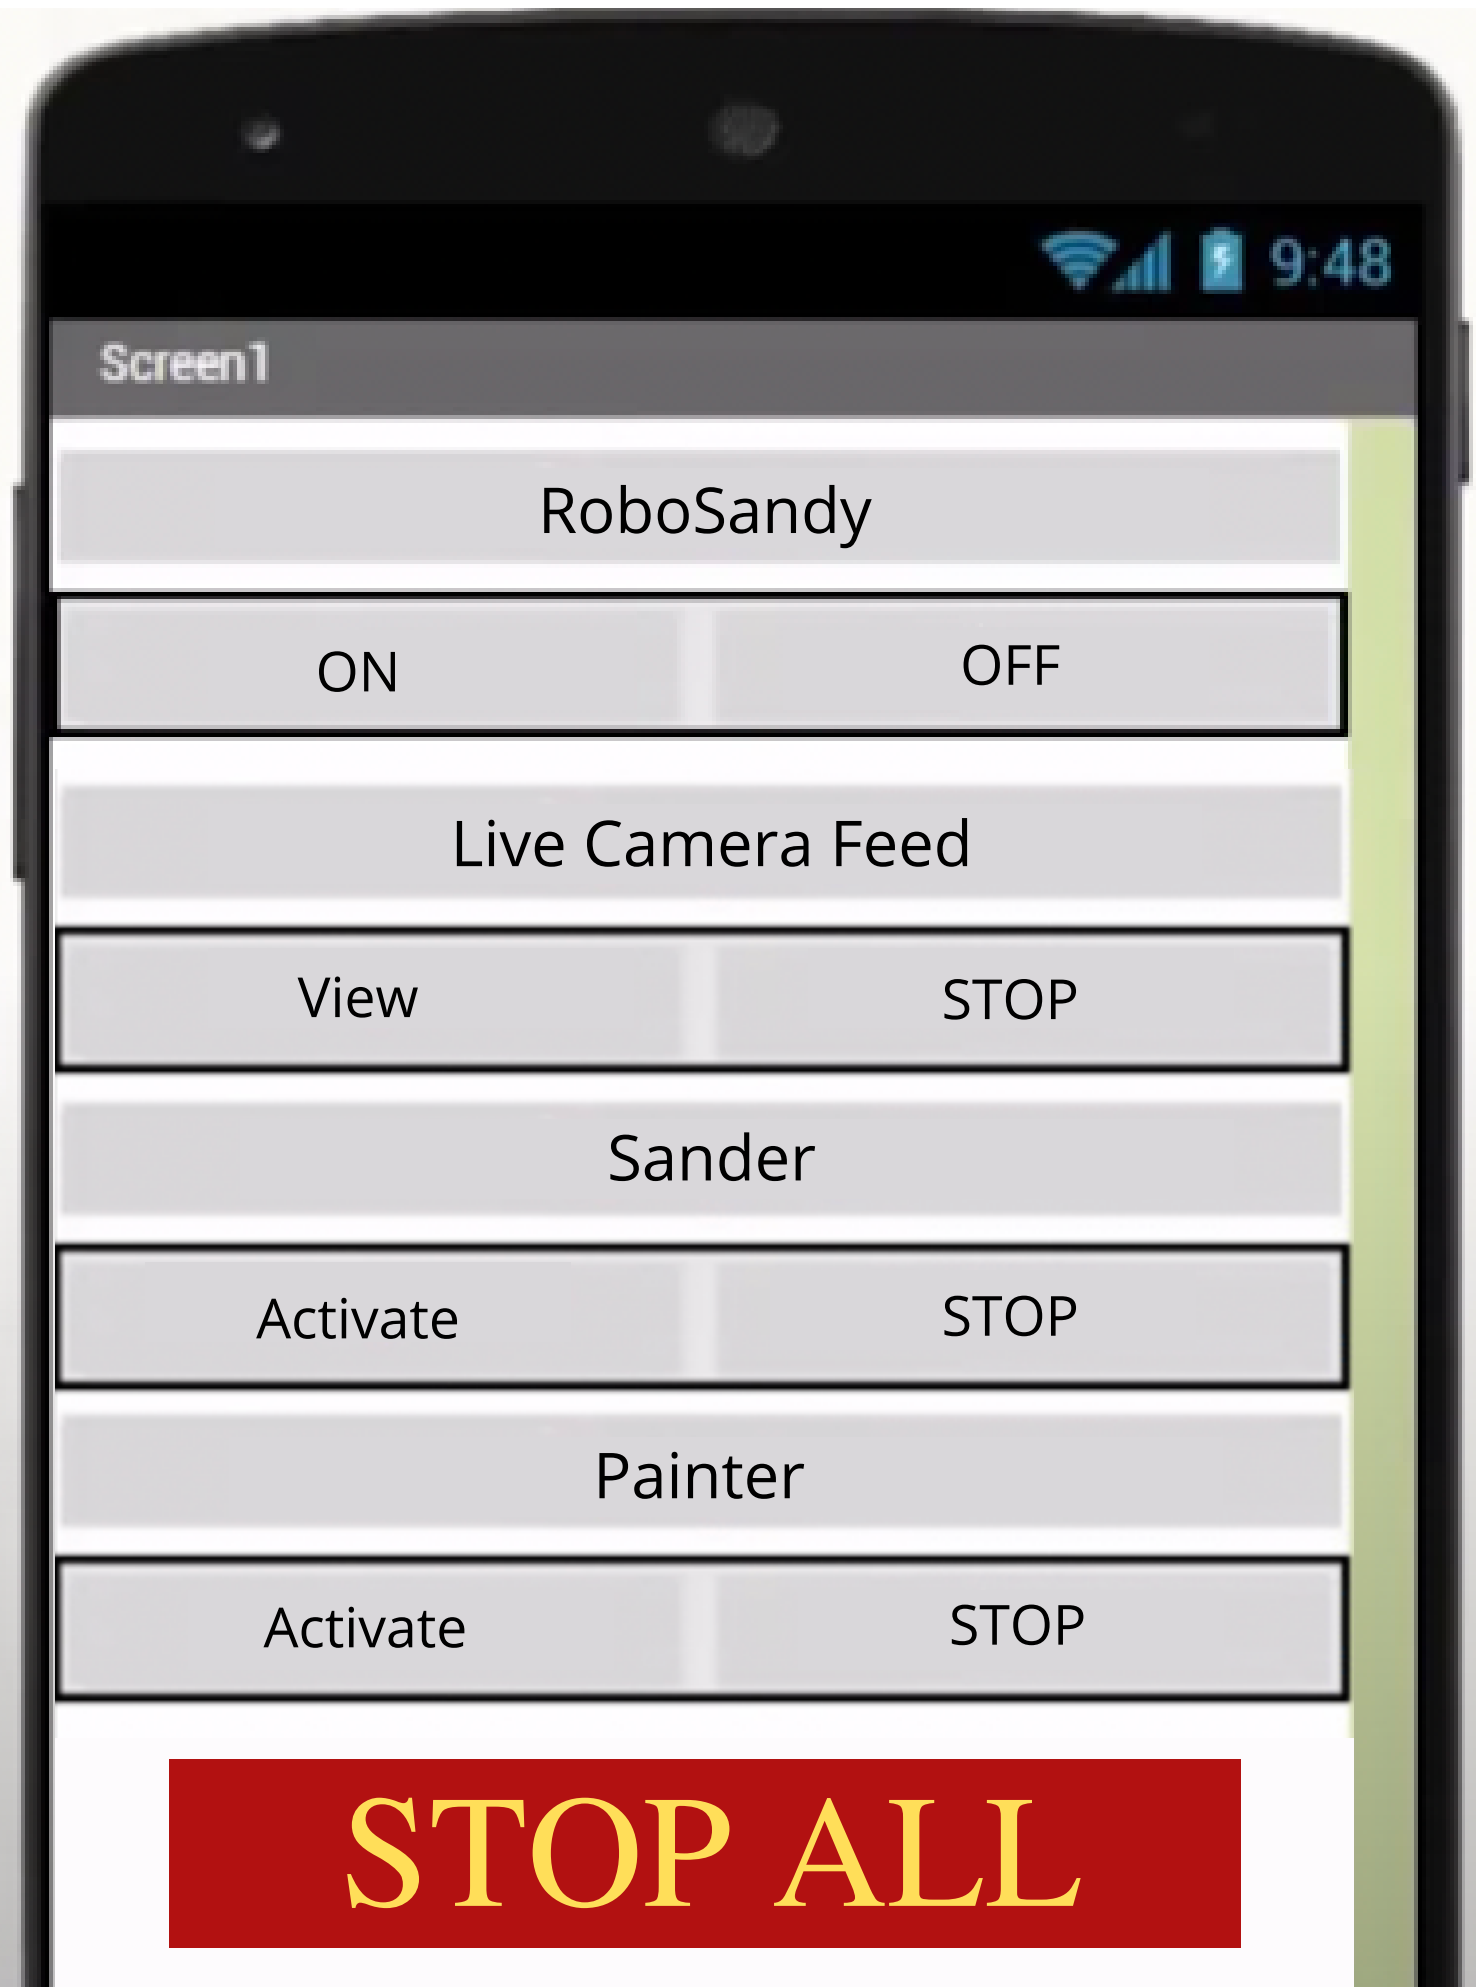 9:48
Screen1
RoboSandy
ON OFF
Live Camera Feed
View STOP
Sander
Activate STOP
Painter
Activate STOP
STOP ALL